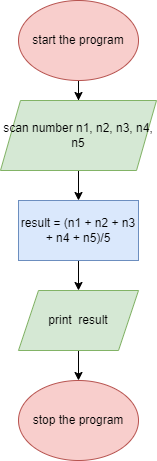 start the program
scan number n1, n2, n3, n4,
n5
result = (n1 + n2 + n3
+ n4 + n5)/5
print  result
stop the program